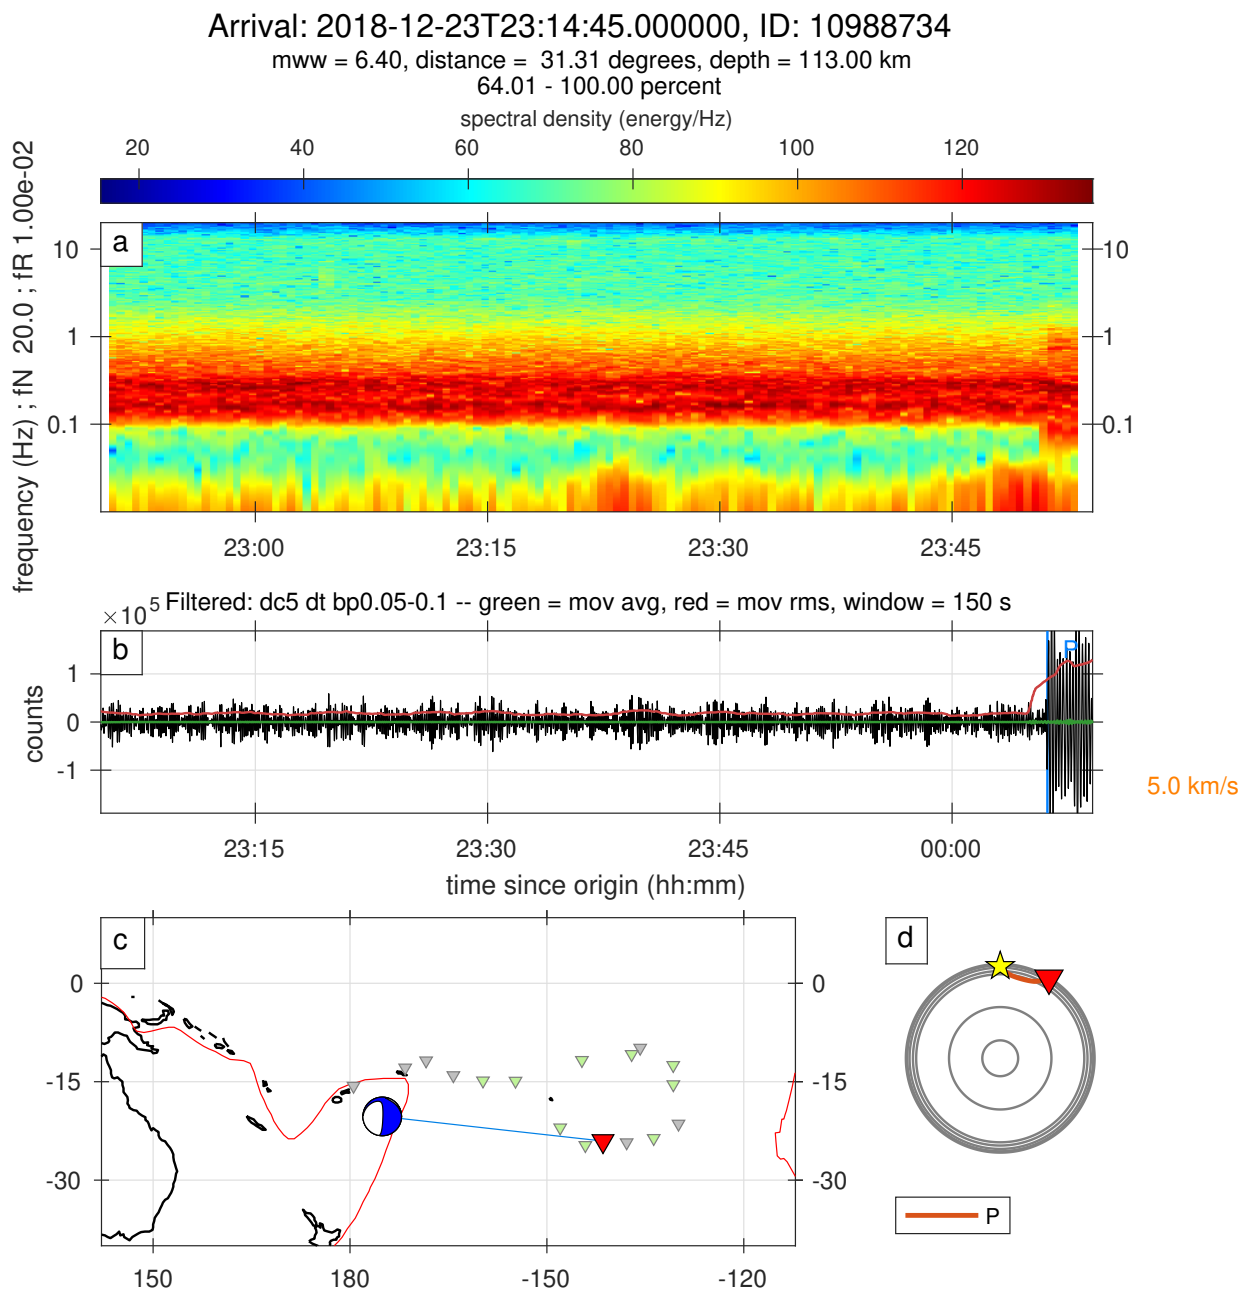 Arrival: 2018-12-23T23:14:45.000000, ID: 10988734
mww = 6.40, distance =  31.31 degrees, depth = 113.00 km
64.01 - 100.00 percent
spectral density (energy/Hz)
20 40 60 80 100 120
frequency (Hz) ; fN  20.0 ; fR 1.00e-02
a
10 10
1 1
0.1 0.1
23:00 23:15 23:30 23:45
×10^5 Filtered: dc5 dt bp0.05-0.1 -- green = mov avg, red = mov rms, window = 150 s
b
P
counts
1
0
-1
5.0 km/s
23:15 23:30 23:45 00:00
time since origin (hh:mm)
c
d
0 0
-15 -15
-30 -30
150 180 -150 -120
P